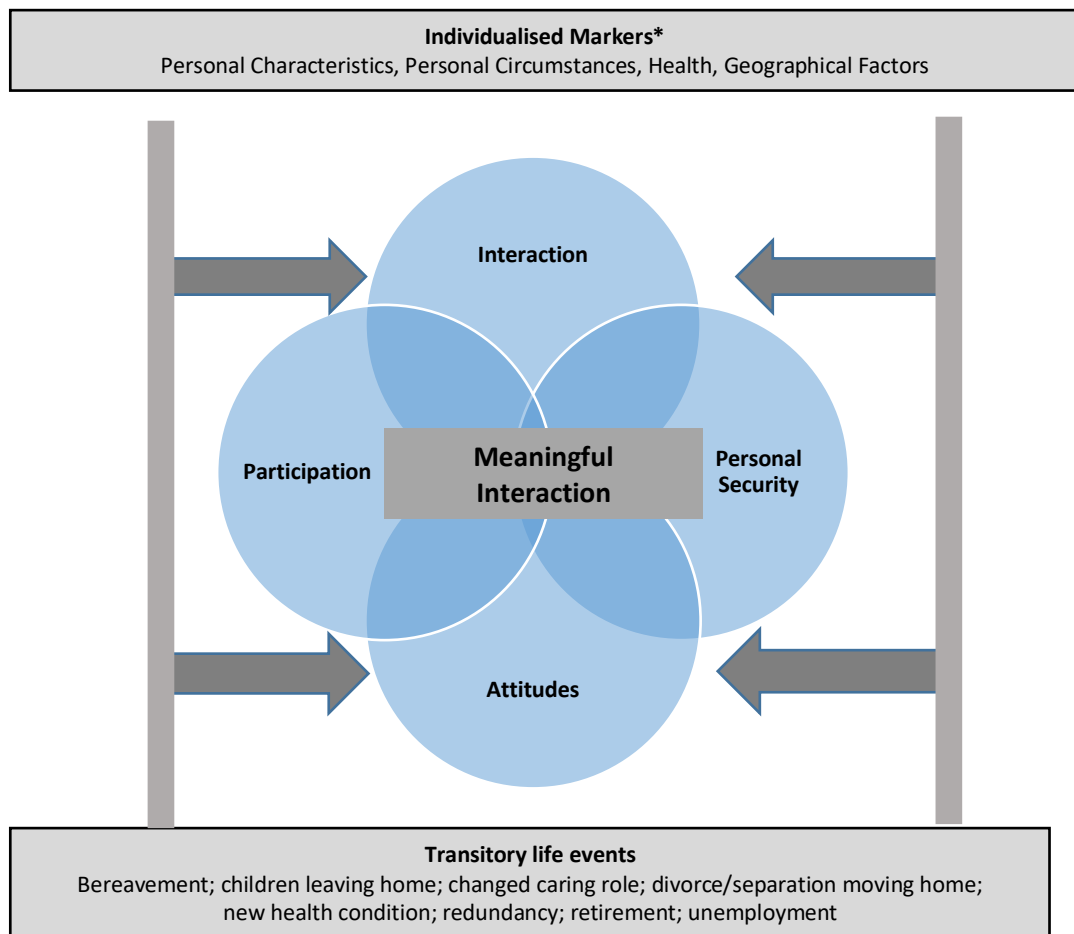 Individualised Markers*
Personal Characteristics, Personal Circumstances, Health, Geographical Factors
Interaction
Participation
Meaningful
Interaction
Personal
Security
Attitudes
Transitory life events
Bereavement; children leaving home; changed caring role; divorce/separation moving home;
new health condition; redundancy; retirement; unemployment